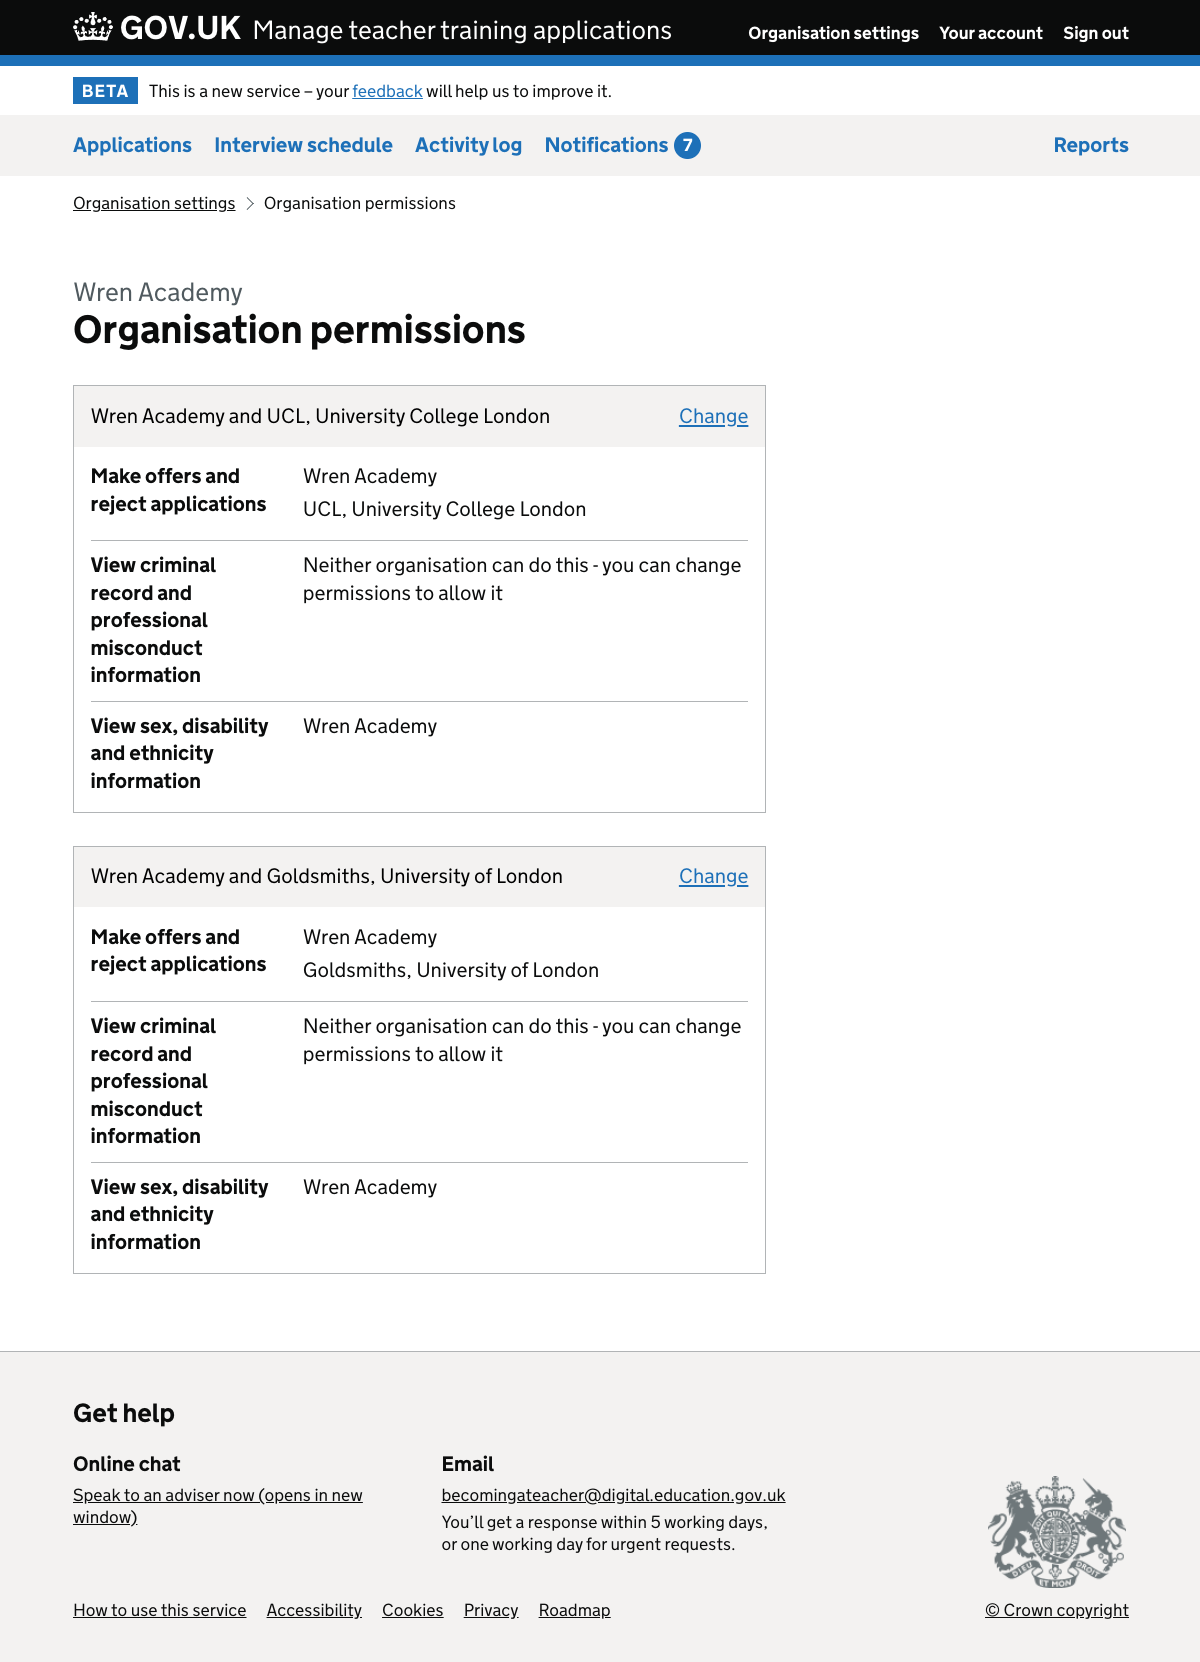 GOV.UK Manage teacher training applications Organisation settings Your account Sign out
BETA This is a new service – your feedback will help us to improve it.
Applications Interview schedule Activity log Notifications 7 Reports
Organisation settings Organisation permissions
Wren Academy
Organisation permissions
Wren Academy and UCL, University College London Change
Make offers and
reject applications
Wren Academy
UCL, University College London
View criminal
record and
professional
misconduct
information
Neither organisation can do this - you can change
permissions to allow it
View sex, disability
and ethnicity
information
Wren Academy
Wren Academy and Goldsmiths, University of London Change
Make offers and
reject applications
Wren Academy
Goldsmiths, University of London
View criminal
record and
professional
misconduct
information
Neither organisation can do this - you can change
permissions to allow it
View sex, disability
and ethnicity
information
Wren Academy
Get help
Online chat
Speak to an adviser now (opens in new
window)
Email
becomingateacher@digital.education.gov.uk
You’ll get a response within 5 working days,
or one working day for urgent requests.
DIEU ET MON DROIT
How to use this service Accessibility Cookies Privacy Roadmap
© Crown copyright